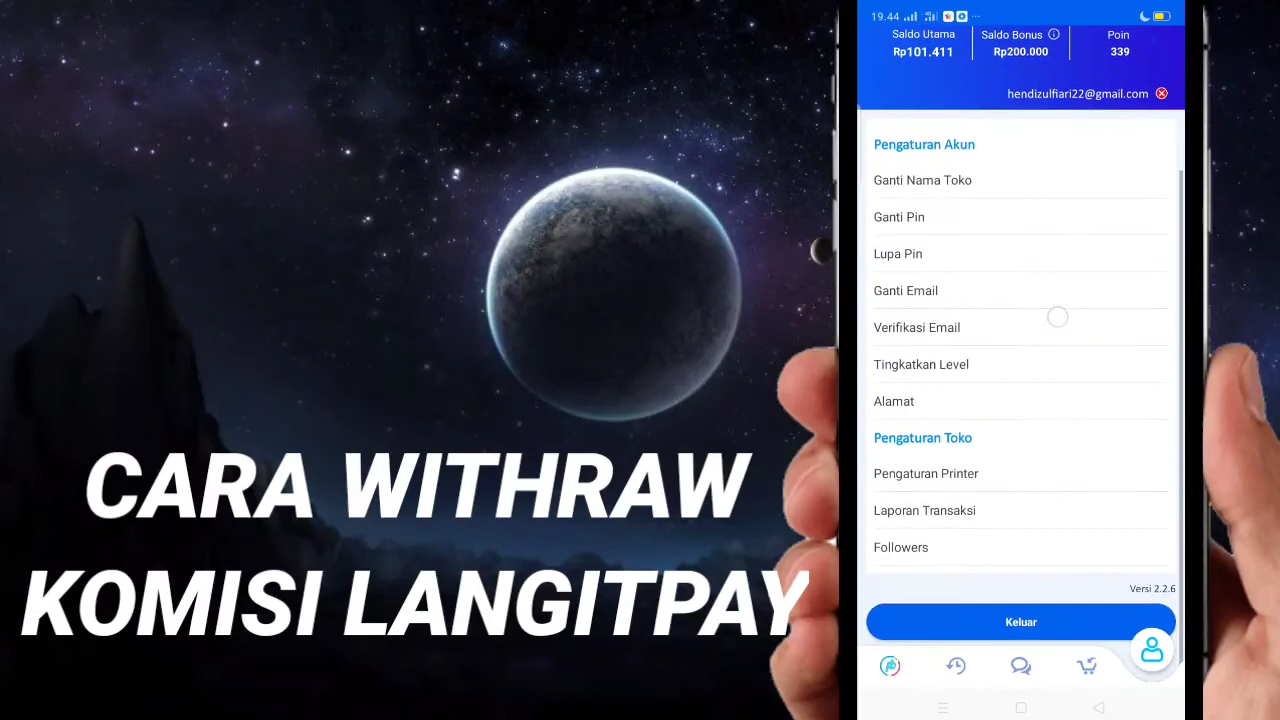 CARA WITHRAW
KOMISI LANGITPAY
19.44
Saldo Utama
Rp101.411
Saldo Bonus
Rp200.000
Poin
339
hendizulfiari22@gmail.com
Pengaturan Akun
Ganti Nama Toko
Ganti Pin
Lupa Pin
Ganti Email
Verifikasi Email
Tingkatkan Level
Alamat
Pengaturan Toko
Pengaturan Printer
Laporan Transaksi
Followers
Versi 2.2.6
Keluar